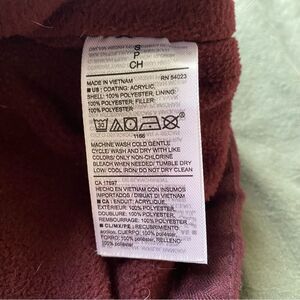 S
P
CH
MADE IN VIETNAM RN 54023
■ US : COATING: ACRYLIC,
SHELL: 100% POLYESTER, LINING:
100% POLYESTER, FILLER:
100% POLYESTER
1166
MACHINE WASH COLD GENTLE
CYCLE/ WASH AND DRY WITH LIKE
COLORS/ ONLY NON-CHLORINE
BLEACH WHEN NEEDED/ TUMBLE DRY
LOW/ COOL IRON/ DO NOT DRY CLEAN
CA 17897
HECHO EN VIETNAM CON INSUMOS
IMPORTADOS / DIBUAT DI VIETNAM
■ CA : ENDUIT: ACRYLIQUE,
EXTÉRIEUR: 100% POLYESTER,
DOUBLURE: 100% POLYESTER,
REMBOURRAGE: 100% POLYESTER
■ CL/MX/PE : Recubrimiento:
acrílico, CUERPO: 100% poliéster,
FORRO: 100% poliéster, RELLENO:
100% poliéster